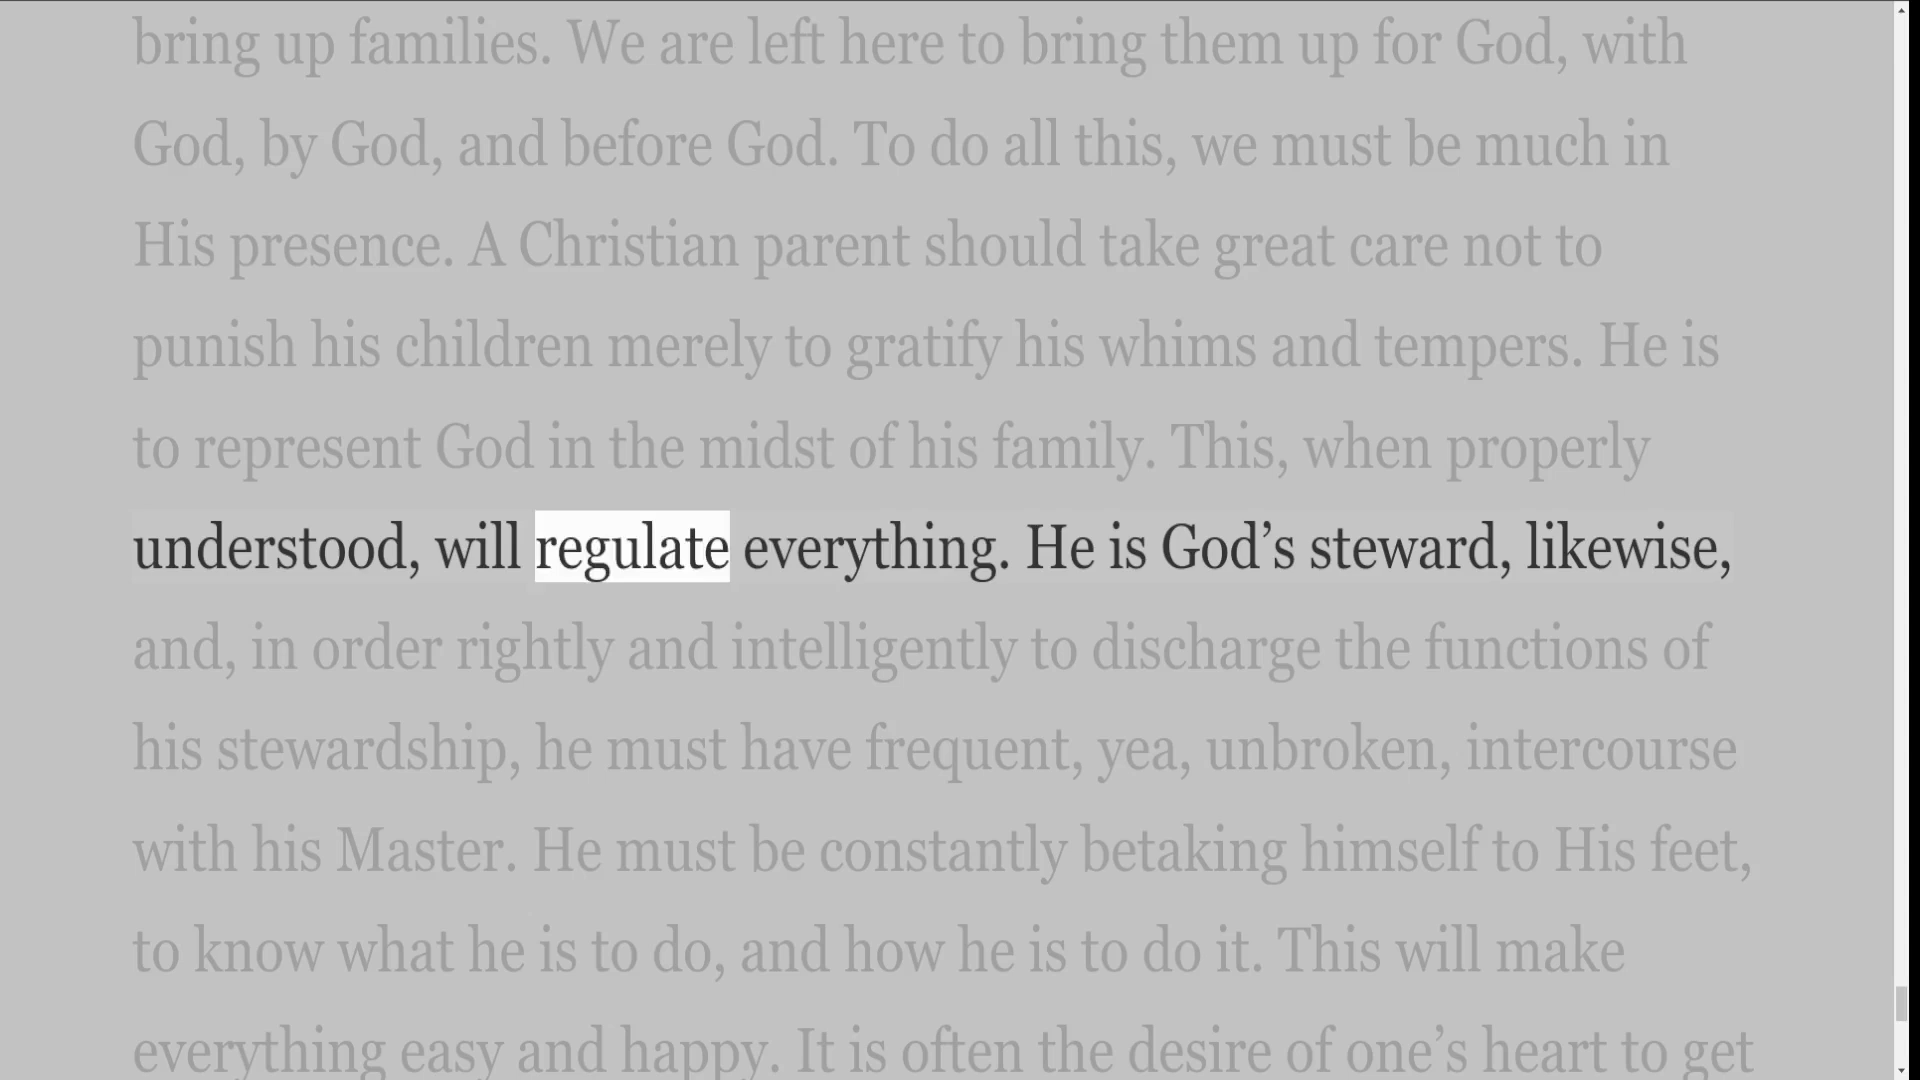 bring up families. We are left here to bring them up for God, with
God, by God, and before God. To do all this, we must be much in
His presence. A Christian parent should take great care not to
punish his children merely to gratify his whims and tempers. He is
to represent God in the midst of his family. This, when properly
understood, will regulate everything. He is God’s steward, likewise,
and, in order rightly and intelligently to discharge the functions of
his stewardship, he must have frequent, yea, unbroken, intercourse
with his Master. He must be constantly betaking himself to His feet,
to know what he is to do, and how he is to do it. This will make
everything easy and happy. It is often the desire of one’s heart to get